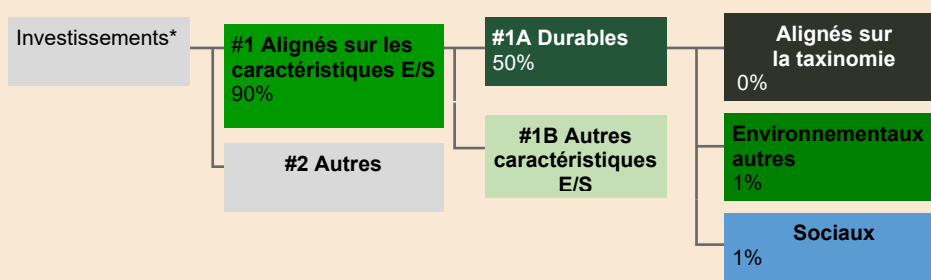 Investissements*
#1 Alignés sur les
caractéristiques E/S
90%
#2 Autres
#1A Durables
50%
#1B Autres
caractéristiques
E/S
Alignés sur
la taxinomie
0%
Environnementaux
autres
1%
Sociaux
1%